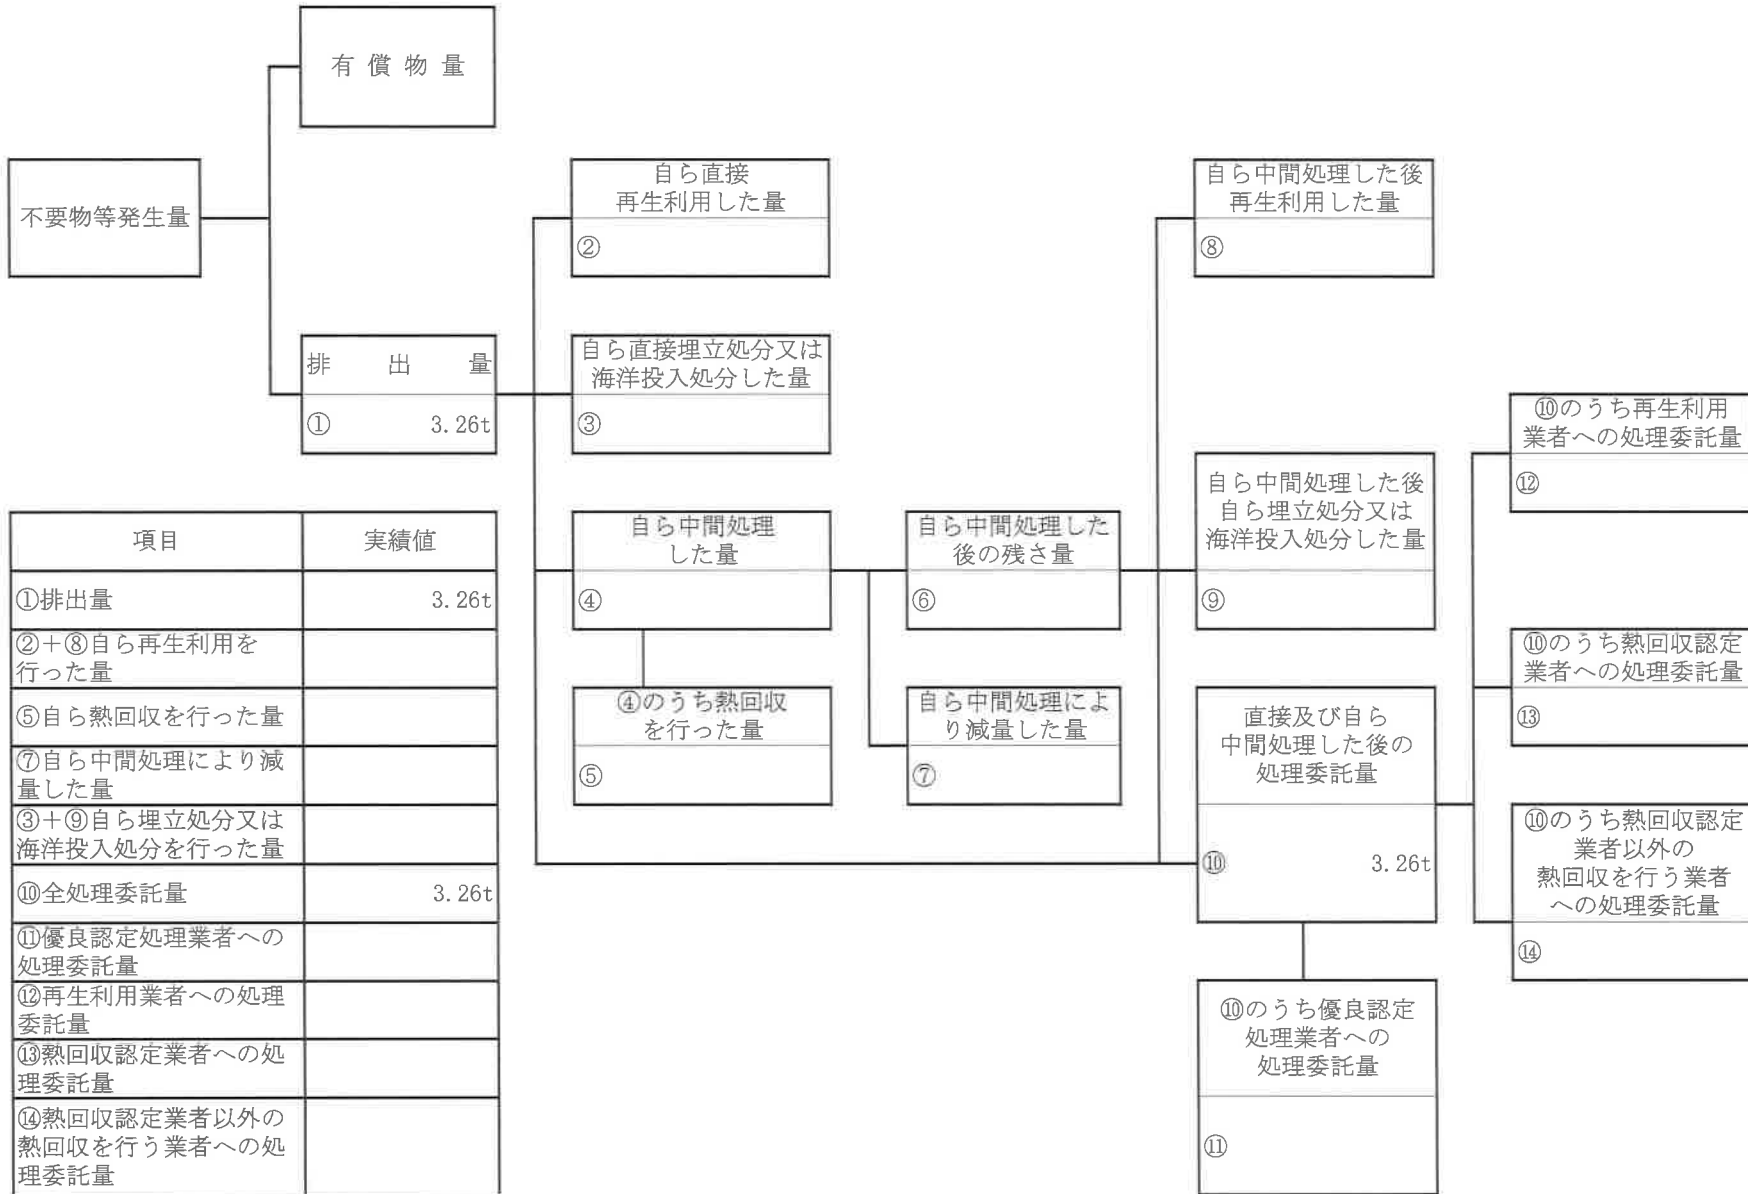 有償物量
不要物等発生量
排出量
① 3.26t
自ら直接
再生利用した量
②
自ら直接埋立処分又は
海洋投入処分した量
③
自ら中間処理
した量
④
④のうち熱回収
を行った量
⑤
自ら中間処理した
後の残さ量
⑥
自ら中間処理によ
り減量した量
⑦
自ら中間処理した後
再生利用した量
⑧
自ら中間処理した後
自ら埋立処分又は
海洋投入処分した量
⑨
直接及び自ら
中間処理した後の
処理委託量
⑩ 3.26t
⑩のうち優良認定
処理業者への
処理委託量
⑪
⑩のうち再生利用
業者への処理委託量
⑫
⑩のうち熱回収認定
業者への処理委託量
⑬
⑩のうち熱回収認定
業者以外の
熱回収を行う業者
への処理委託量
⑭
項目 実績値
①排出量 3.26t
②+⑧自ら再生利用を
行った量
⑤自ら熱回収を行った量
⑦自ら中間処理により減
量した量
③+⑨自ら埋立処分又は
海洋投入処分を行った量
⑩全処理委託量 3.26t
⑪優良認定処理業者への
処理委託量
⑫再生利用業者への処理
委託量
⑬熱回収認定業者への処
理委託量
⑭熱回収認定業者以外の
熱回収を行う業者への処
理委託量